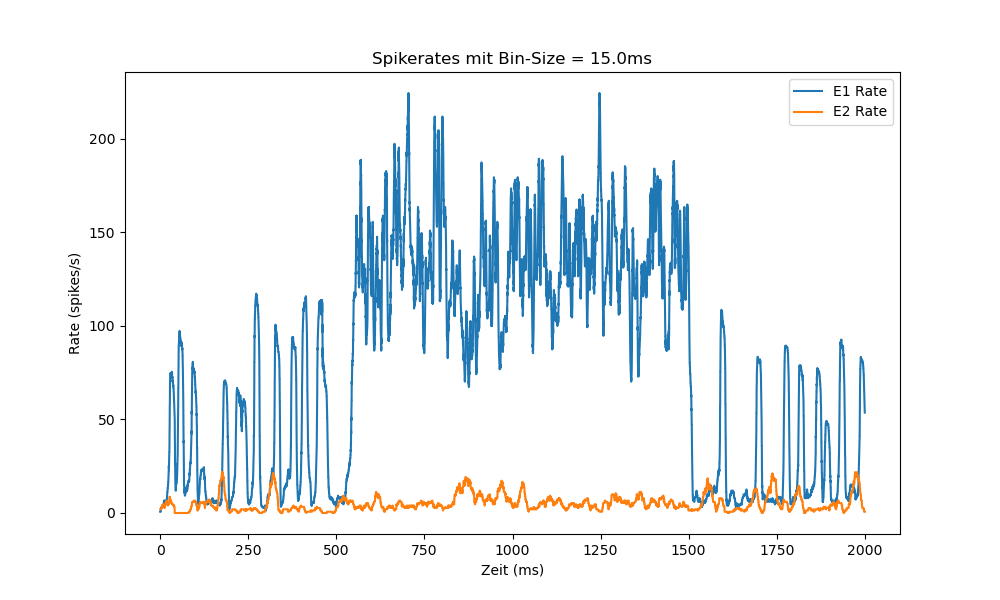 Spikerates mit Bin-Size = 15.0ms
E1 Rate
E2 Rate
Rate (spikes/s)
200
150
100
50
0
0 250 500 750 1000 1250 1500 1750 2000
Zeit (ms)